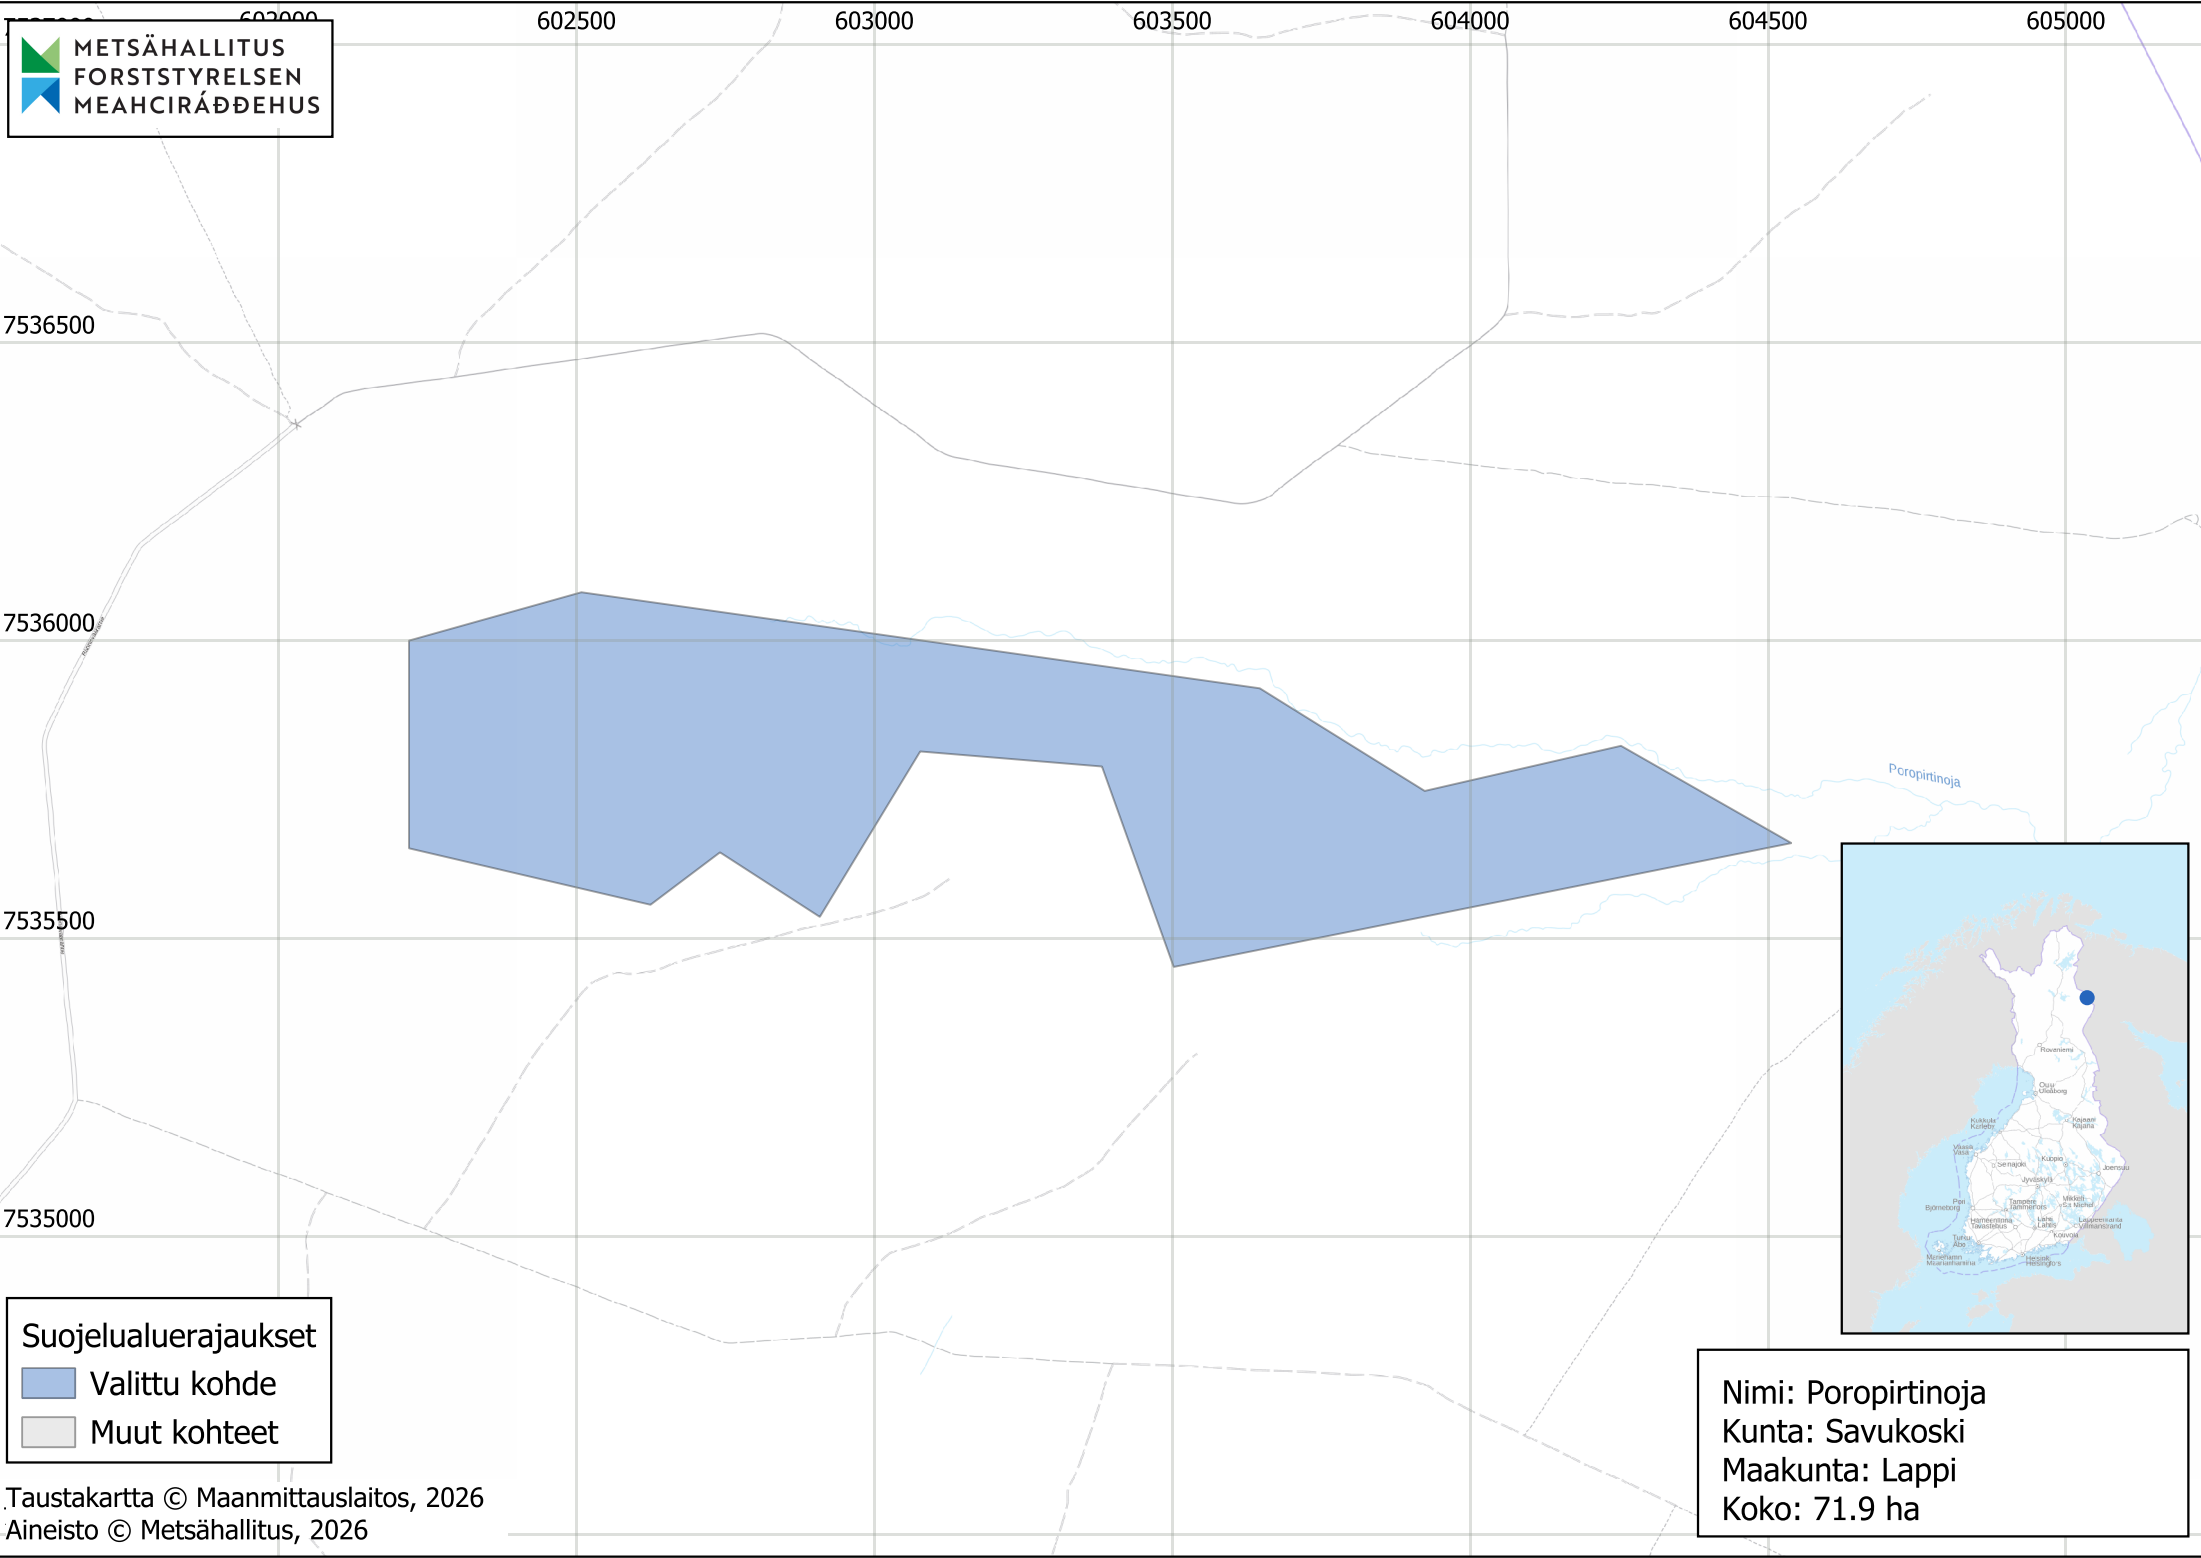 602000 602500 603000 603500 604000 604500 605000
METSÄHALLITUS
FORSTSTYRELSEN
MEAHCIRÁĐĐEHUS
7536500
7536000
Poropirtinoja
7535500
7535000
Rovaniemi
Oulu
Uleåborg
Kajaani
Kajana
Kokkola
Karleby
Vaasa
Vasa
Seinäjoki
Kuopio
Joensuu
Jyväskylä
Pori
Björneborg
Tampere
Tammerfors
Mikkeli
S:t Michel
Hämeenlinna
Tavastehus
Lahti
Lahtis
Lappeenranta
Villmanstrand
Kouvola
Turku
Åbo
Helsinki
Helsingfors
Suojelualuerajaukset
Valittu kohde
Muut kohteet
Nimi: Poropirtinoja
Kunta: Savukoski
Maakunta: Lappi
Koko: 71.9 ha
Taustakartta © Maanmittauslaitos, 2026
Aineisto © Metsähallitus, 2026